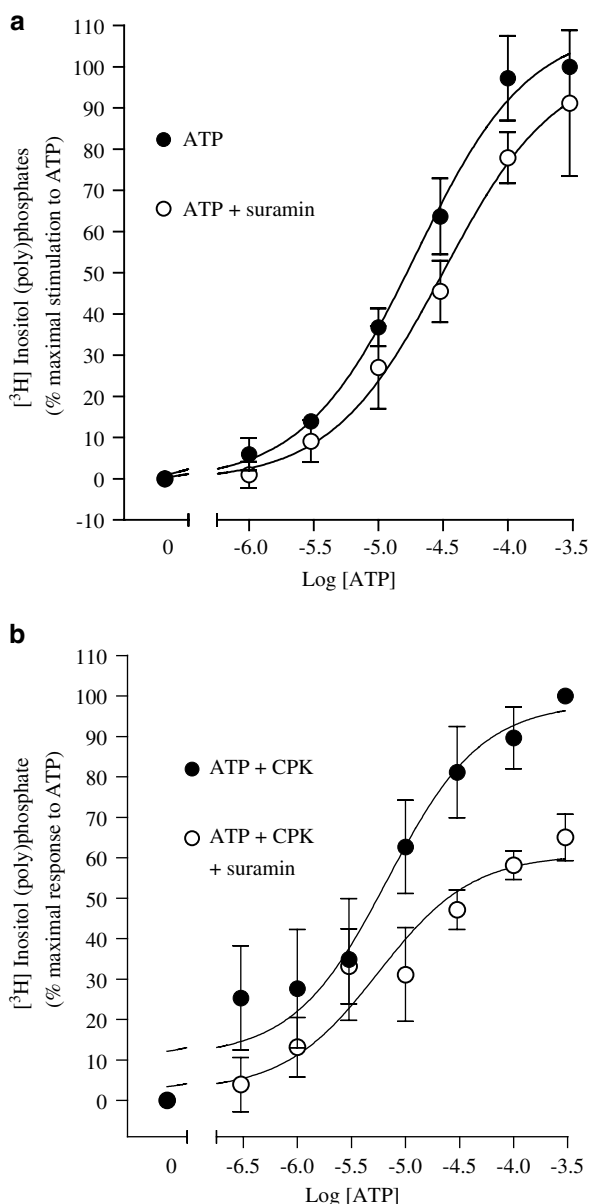 a
110
100
90
80
70
60
50
40
30
20
10
0
-10
[³H] Inositol (poly)phosphates
(% maximal stimulation to ATP)
ATP
ATP + suramin
0 -6.0 -5.5 -5.0 -4.5 -4.0 -3.5
Log [ATP]
b
110
100
90
80
70
60
50
40
30
20
10
0
[³H] Inositol (poly)phosphate
(% maximal response to ATP)
ATP + CPK
ATP + CPK
+ suramin
0 -6.5 -6.0 -5.5 -5.0 -4.5 -4.0 -3.5
Log [ATP]